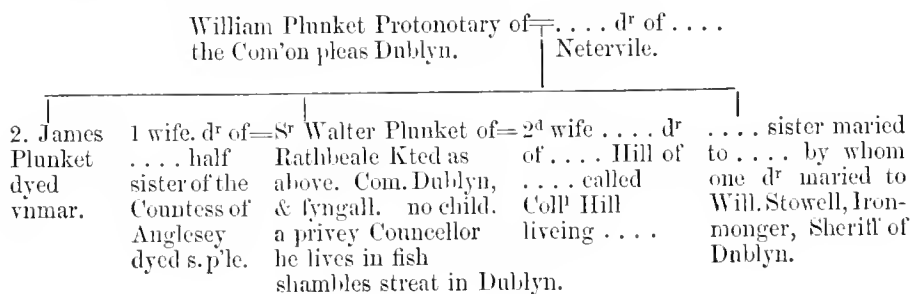 William Plunket Protonotary of=. . . . dʳ of . . . .
the Com'on pleas Dublyn. Netervile.
2. James
Plunket
dyed
vnmar.
1 wife. dʳ of=
. . . . half
sister of the
Countess of
Anglesey
dyed s.p'le.
Sʳ Walter Plunket of=
Rathbeale Kted as
above. Com. Dublyn,
& fyngall. no child.
a privey Councellor
he lives in fish
shambles streat in Dublyn.
2ᵈ wife . . . . dʳ
of . . . . Hill of
. . . . called
Collˡ Hill
liveing . . . .
. . . . sister maried
to . . . . by whom
one dʳ maried to
Will. Stowell, Iron-
monger, Sheriff of
Dublyn.